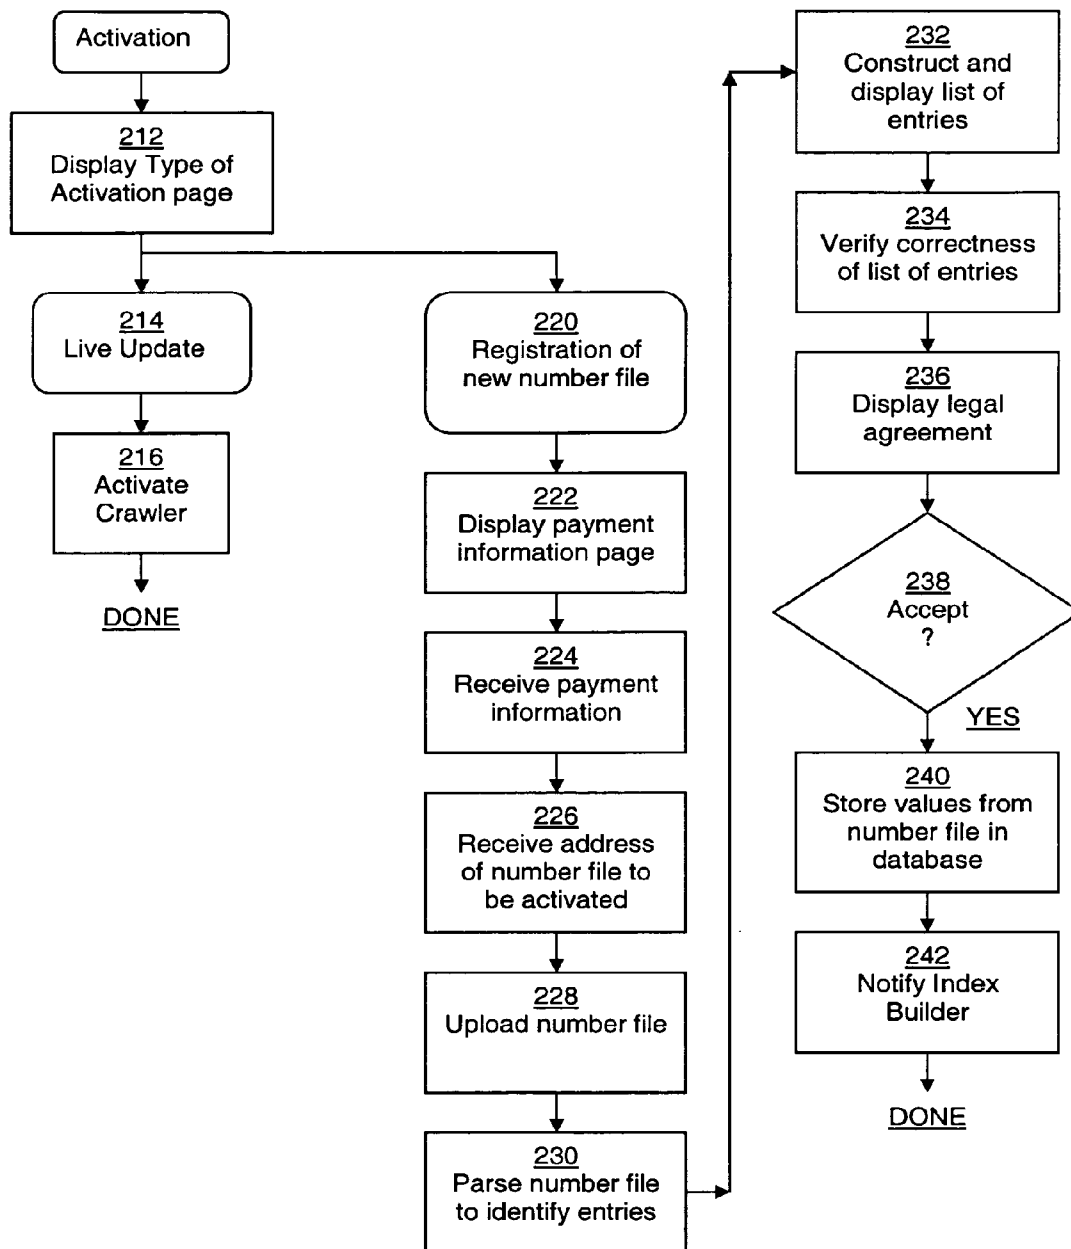 Activation
212
Display Type of
Activation page
214
Live Update
216
Activate
Crawler
DONE
220
Registration of
new number file
222
Display payment
information page
224
Receive payment
information
226
Receive address
of number file to
be activated
228
Upload number file
230
Parse number file
to identify entries
232
Construct and
display list of
entries
234
Verify correctness
of list of entries
236
Display legal
agreement
238
Accept
?
YES
240
Store values from
number file in
database
242
Notify Index
Builder
DONE